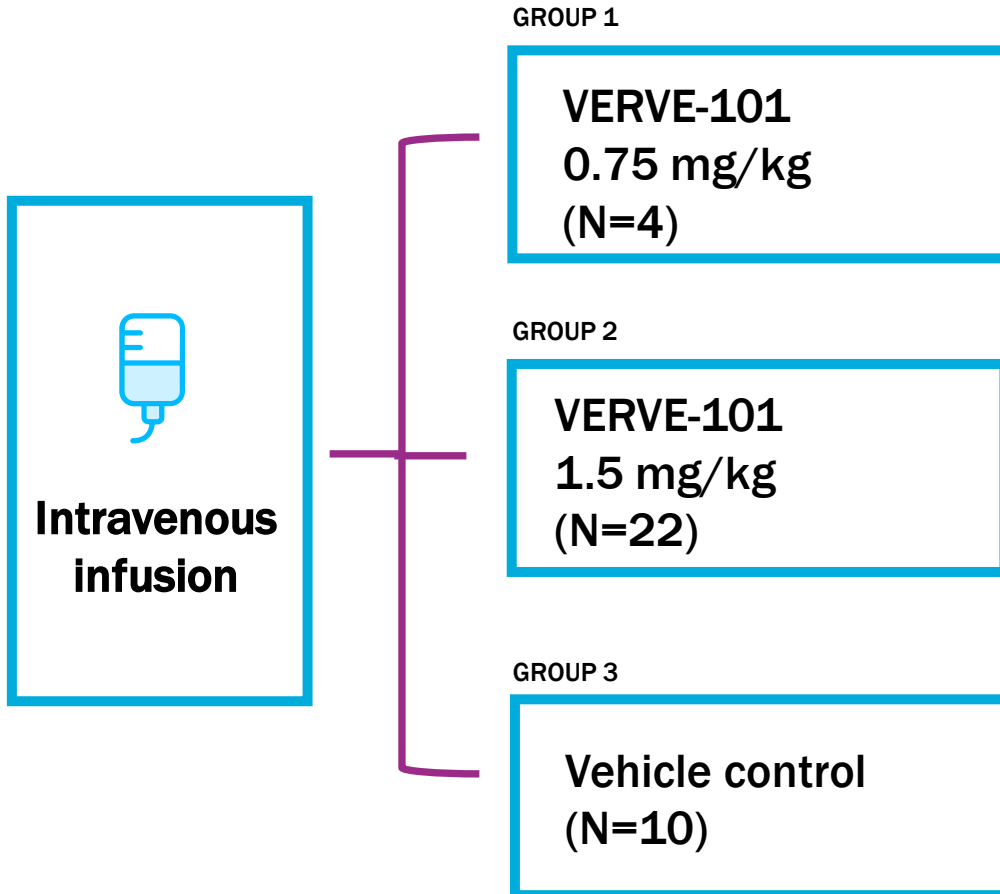 GROUP 1
VERVE-101
0.75 mg/kg
(N=4)
GROUP 2
VERVE-101
1.5 mg/kg
(N=22)
Intravenous
infusion
GROUP 3
Vehicle control
(N=10)